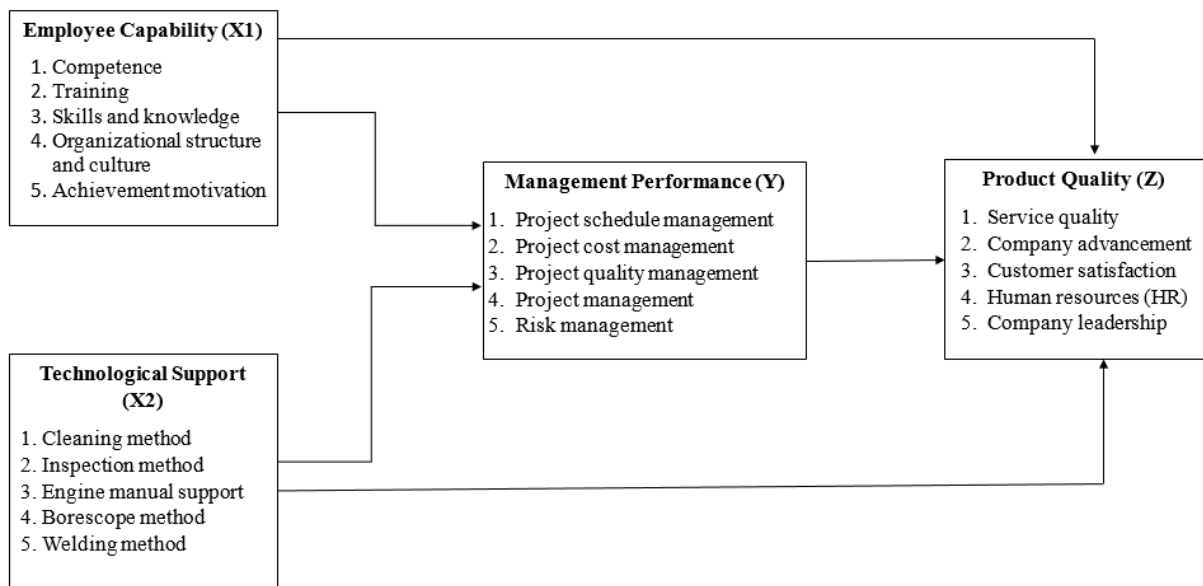 Employee Capability (X1)
1. Competence
2. Training
3. Skills and knowledge
4. Organizational structure
and culture
5. Achievement motivation
Technological Support
(X2)
1. Cleaning method
2. Inspection method
3. Engine manual support
4. Borescope method
5. Welding method
Management Performance (Y)
1. Project schedule management
2. Project cost management
3. Project quality management
4. Project management
5. Risk management
Product Quality (Z)
1. Service quality
2. Company advancement
3. Customer satisfaction
4. Human resources (HR)
5. Company leadership